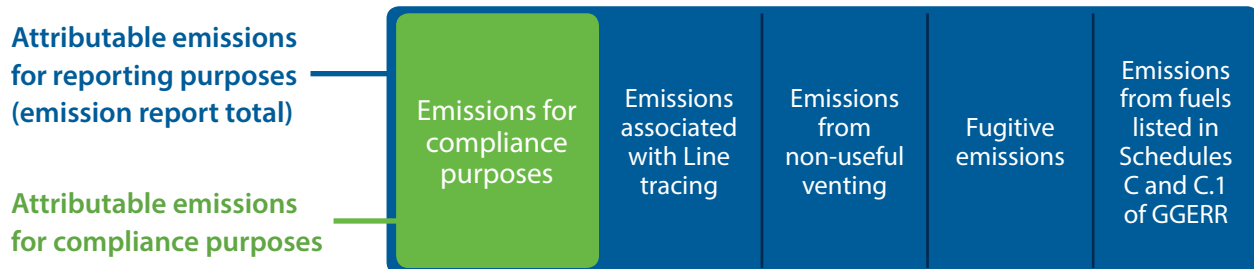 Attributable emissions
for reporting purposes
(emission report total)
Attributable emissions
for compliance purposes
Emissions for
compliance
purposes
Emissions
associated
with Line
tracing
Emissions
from
non-useful
venting
Fugitive
emissions
Emissions
from fuels
listed in
Schedules
C and C.1
of GGERR